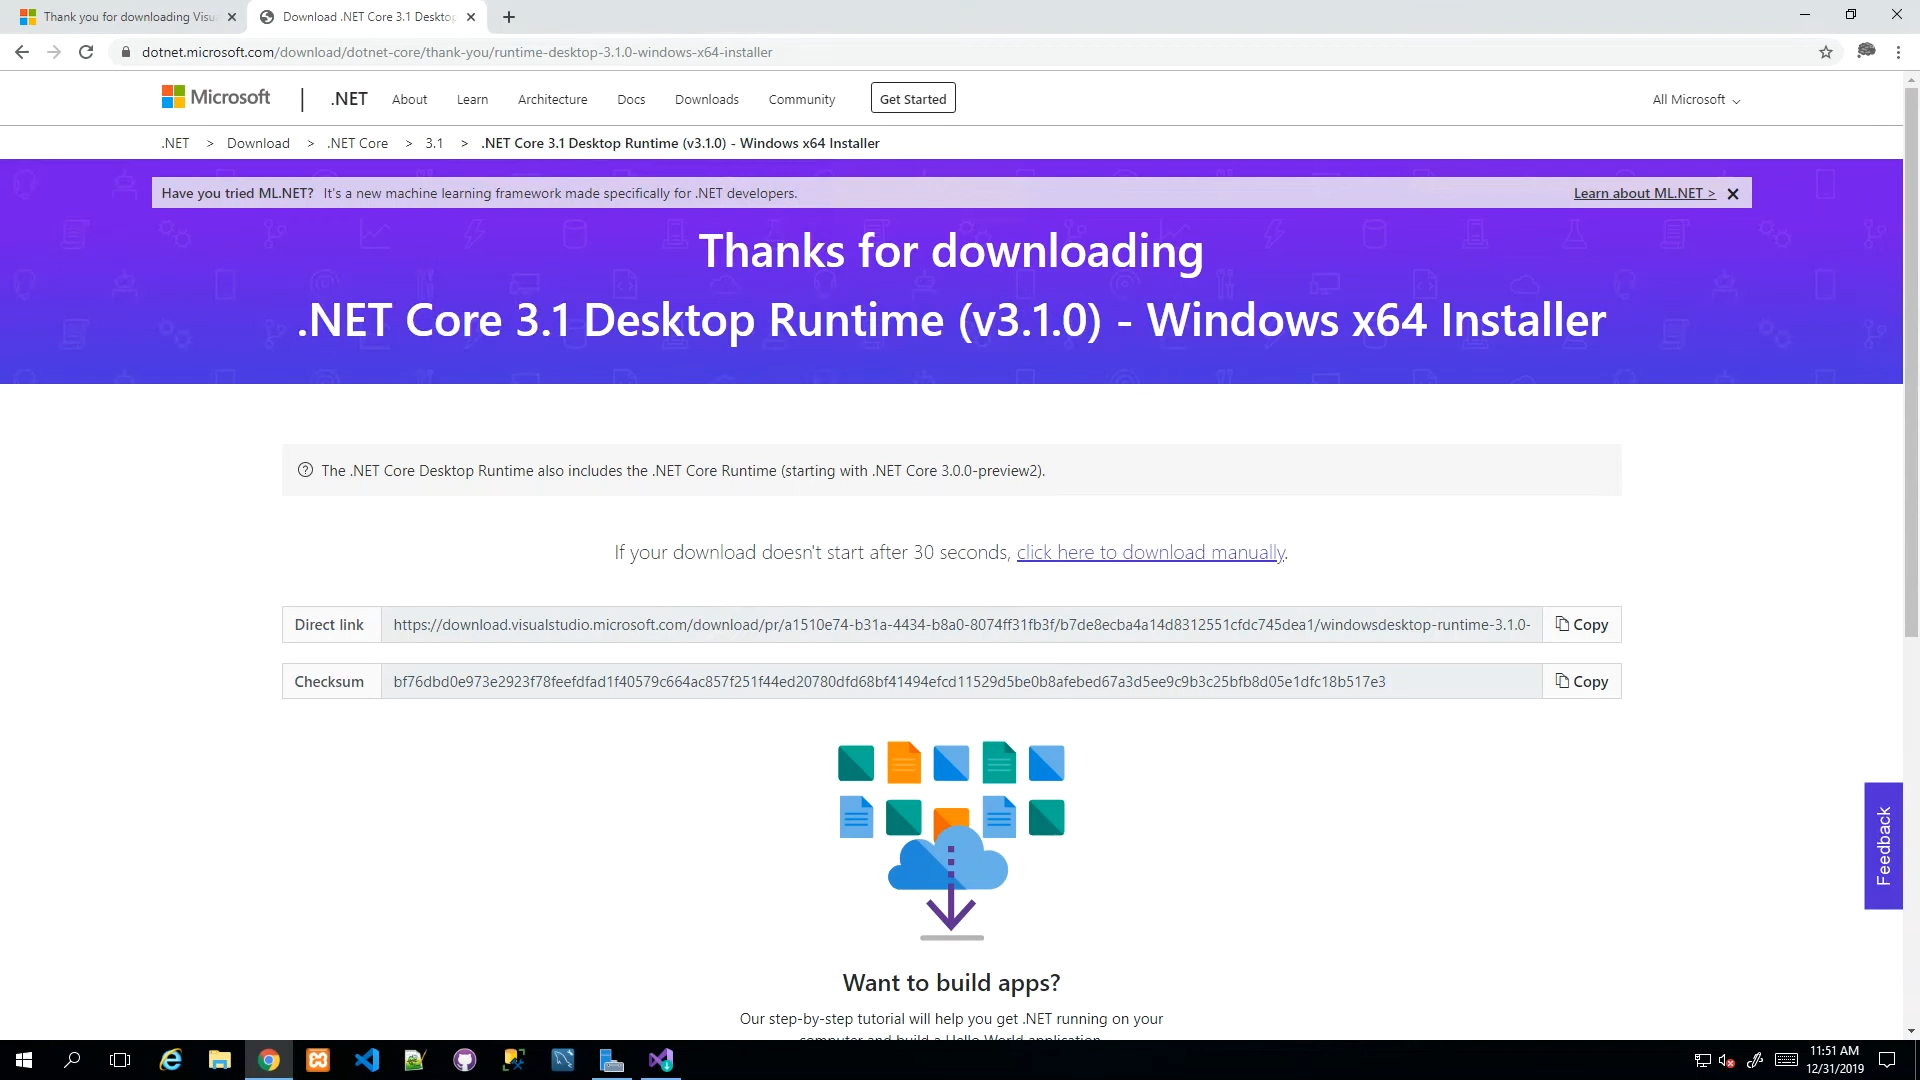 Thank you for downloading Visu
Download .NET Core 3.1 Desktop
dotnet.microsoft.com/download/dotnet-core/thank-you/runtime-desktop-3.1.0-windows-x64-installer
Microsoft
.NET
About
Learn
Architecture
Docs
Downloads
Community
Get Started
All Microsoft
.NET > Download > .NET Core > 3.1 > .NET Core 3.1 Desktop Runtime (v3.1.0) - Windows x64 Installer
Have you tried ML.NET? It's a new machine learning framework made specifically for .NET developers.
Learn about ML.NET >
Thanks for downloading
.NET Core 3.1 Desktop Runtime (v3.1.0) - Windows x64 Installer
The .NET Core Desktop Runtime also includes the .NET Core Runtime (starting with .NET Core 3.0.0-preview2).
If your download doesn't start after 30 seconds, click here to download manually.
Direct link
https://download.visualstudio.microsoft.com/download/pr/a1510e74-b31a-4434-b8a0-8074ff31fb3f/b7de8ecba4a14d8312551cfdc745dea1/windowsdesktop-runtime-3.1.0-
Copy
Checksum
bf76dbd0e973e2923f78feefdfad1f40579c664ac857f251f44ed20780dfd68bf41494efcd11529d5be0b8afebed67a3d5ee9c9b3c25bfb8d05e1dfc18b517e3
Copy
Feedback
Want to build apps?
Our step-by-step tutorial will help you get .NET running on your
computer and build a Hello World application.
11:51 AM
12/31/2019